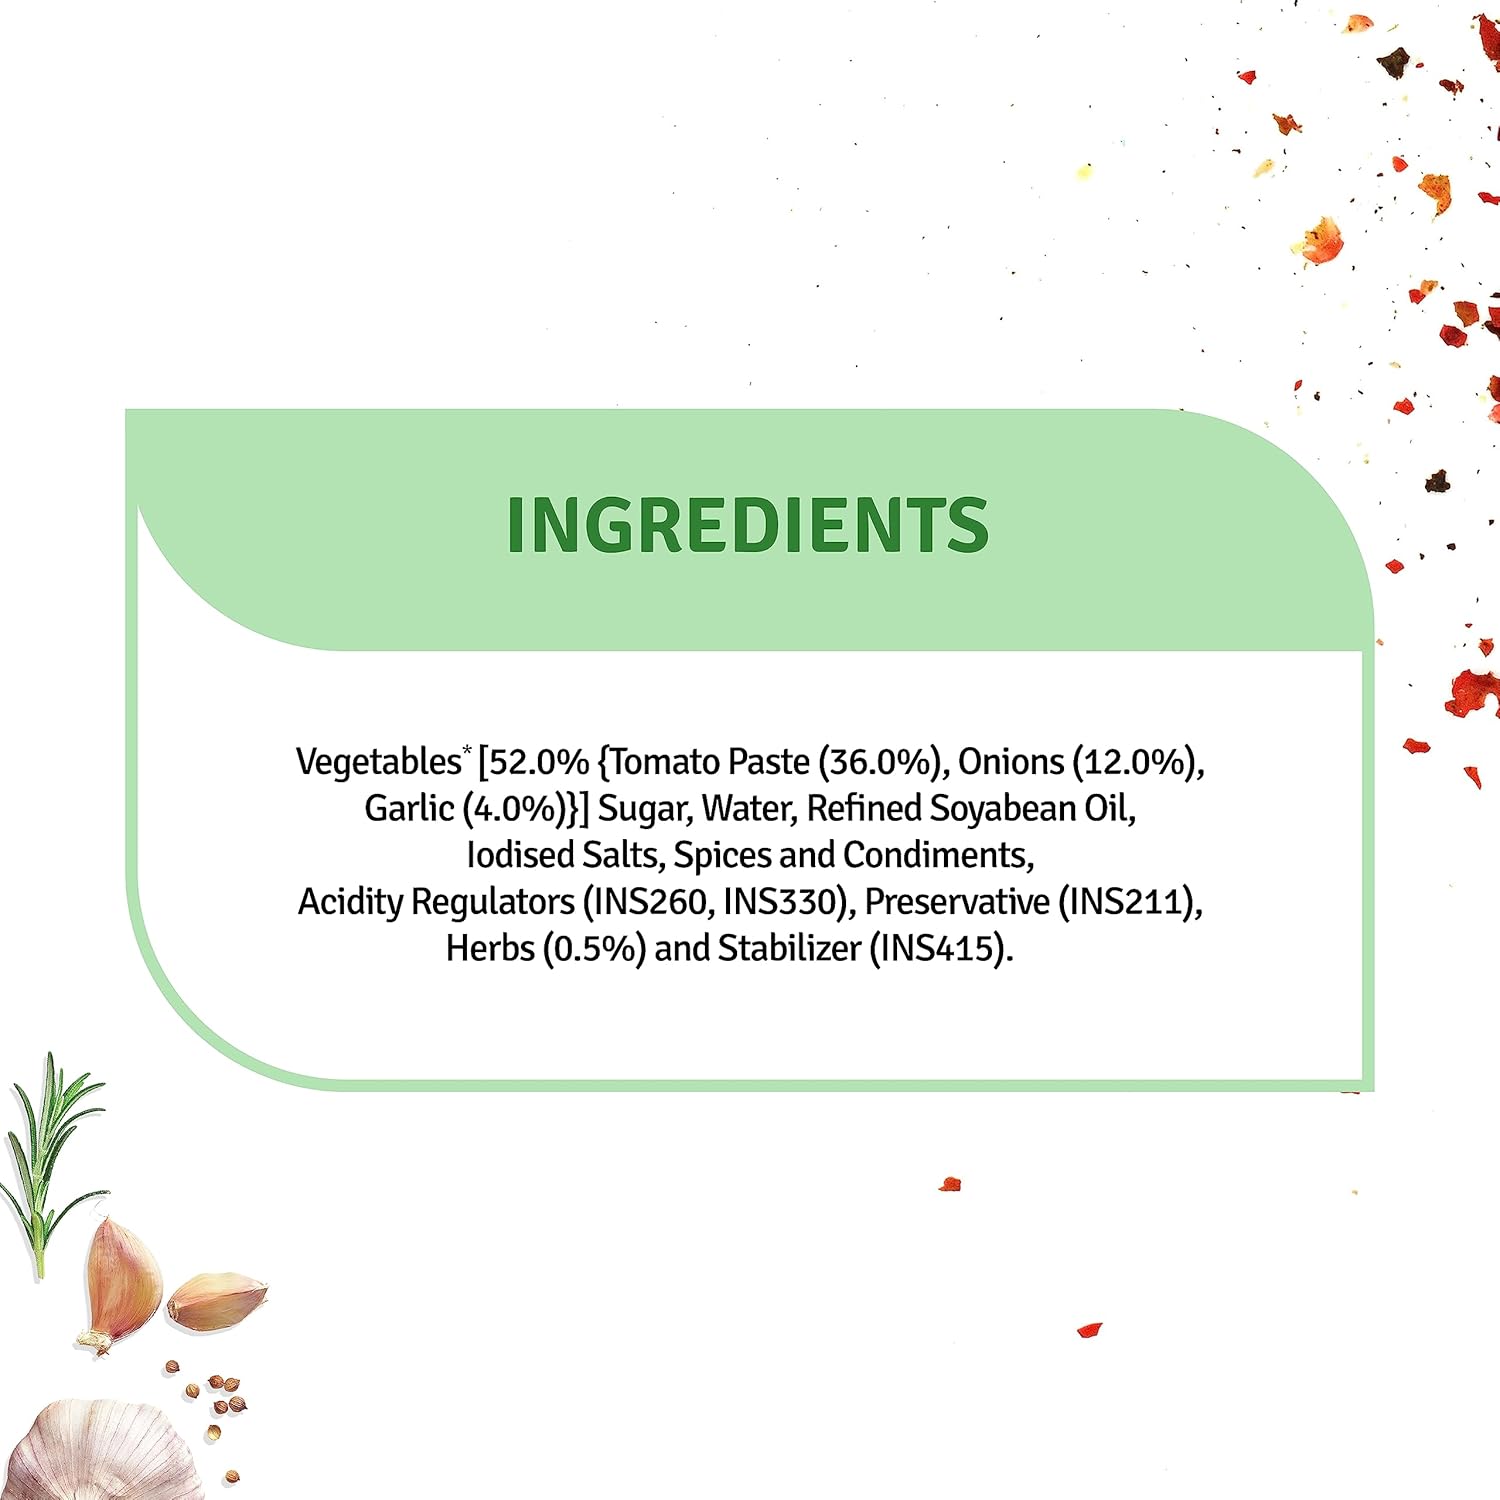 INGREDIENTS
Vegetables* [52.0% {Tomato Paste (36.0%), Onions (12.0%),
Garlic (4.0%)}] Sugar, Water, Refined Soyabean Oil,
Iodised Salts, Spices and Condiments,
Acidity Regulators (INS260, INS330), Preservative (INS211),
Herbs (0.5%) and Stabilizer (INS415).